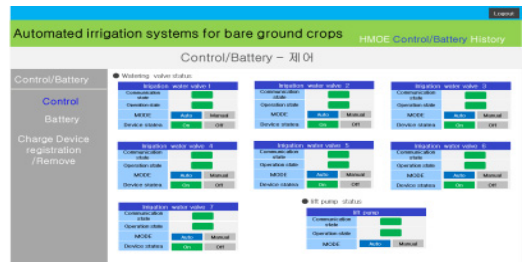 Logout
Automated irrigation systems for bare ground crops
HMOE Control/Battery History
Control/Battery – 제어
Control/Battery
Control
Battery
Charge Device
registration
/Remove
● Watering valve status
Irrigation water valve 1
Communication
state
Operation state
MODE Auto Manual
Device states On Off
Irrigation water valve 2
Communication
state
Operation state
MODE Auto Manual
Device states On Off
Irrigation water valve 3
Communication
state
Operation state
MODE Auto Manual
Device states On Off
Irrigation water valve 4
Communication
state
Operation state
MODE Auto Manual
Device states On Off
Irrigation water valve 5
Communication
state
Operation state
MODE Auto Manual
Device states On Off
Irrigation water valve 6
Communication
state
Operation state
MODE Auto Manual
Device states On Off
Irrigation water valve 7
Communication
state
Operation state
MODE Auto Manual
Device states On Off
● lift pump status
lift pump
Communication
state
Operation state
MODE Auto Manual